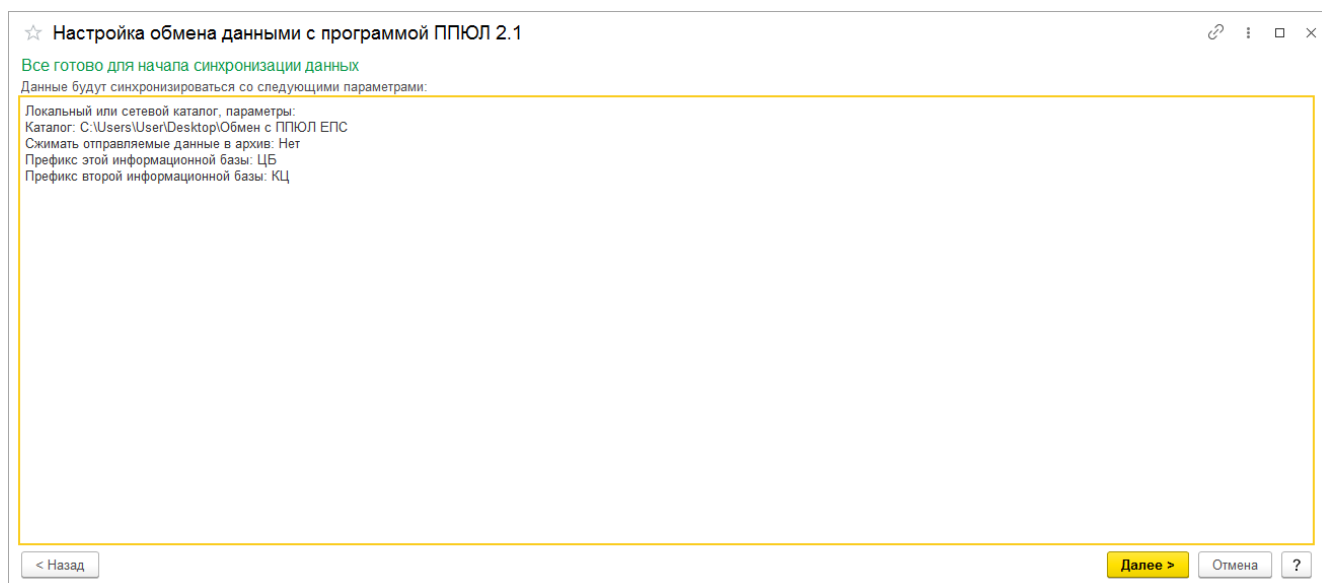 Настройка обмена данными с программой ППЮЛ 2.1
Все готово для начала синхронизации данных
Данные будут синхронизироваться со следующими параметрами:
Локальный или сетевой каталог, параметры:
Каталог: C:\Users\User\Desktop\Обмен с ППЮЛ ЕПС
Сжимать отправляемые данные в архив: Нет
Префикс этой информационной базы: ЦБ
Префикс второй информационной базы: КЦ
< Назад
Далее >
Отмена
?